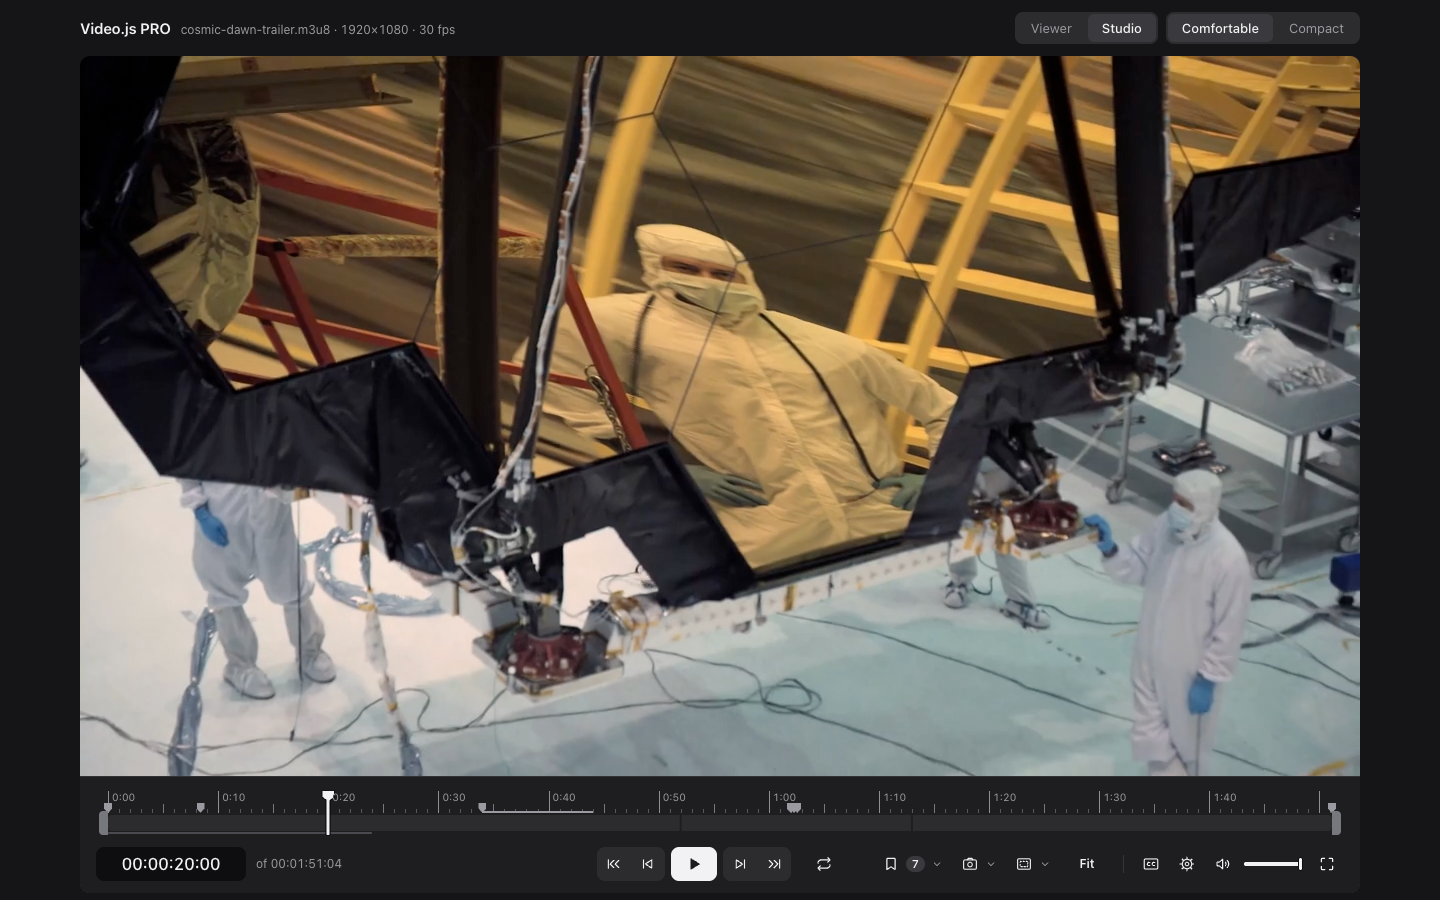 Video.js PRO cosmic-dawn-trailer.m3u8 · 1920×1080 · 30 fps
Viewer Studio Comfortable Compact
0:00 0:10 0:20 0:30 0:40 0:50 1:00 1:10 1:20 1:30 1:40
00:00:20:00 of 00:01:51:04 7 Fit CC